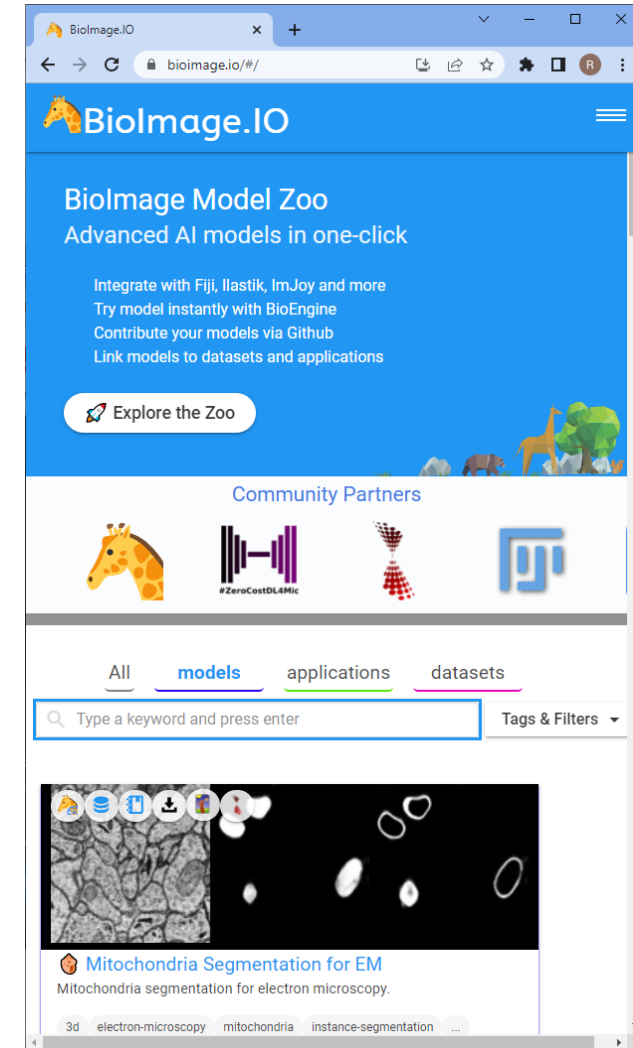 BioImage.IO
bioimage.io/#/
R
BioImage.IO
BioImage Model Zoo
Advanced AI models in one-click
Integrate with Fiji, Ilastik, ImJoy and more
Try model instantly with BioEngine
Contribute your models via Github
Link models to datasets and applications
Explore the Zoo
Community Partners
#ZeroCostDL4Mic
FIJI
All models applications datasets
Type a keyword and press enter
Tags & Filters
Mitochondria Segmentation for EM
Mitochondria segmentation for electron microscopy.
3d electron-microscopy mitochondria instance-segmentation ...